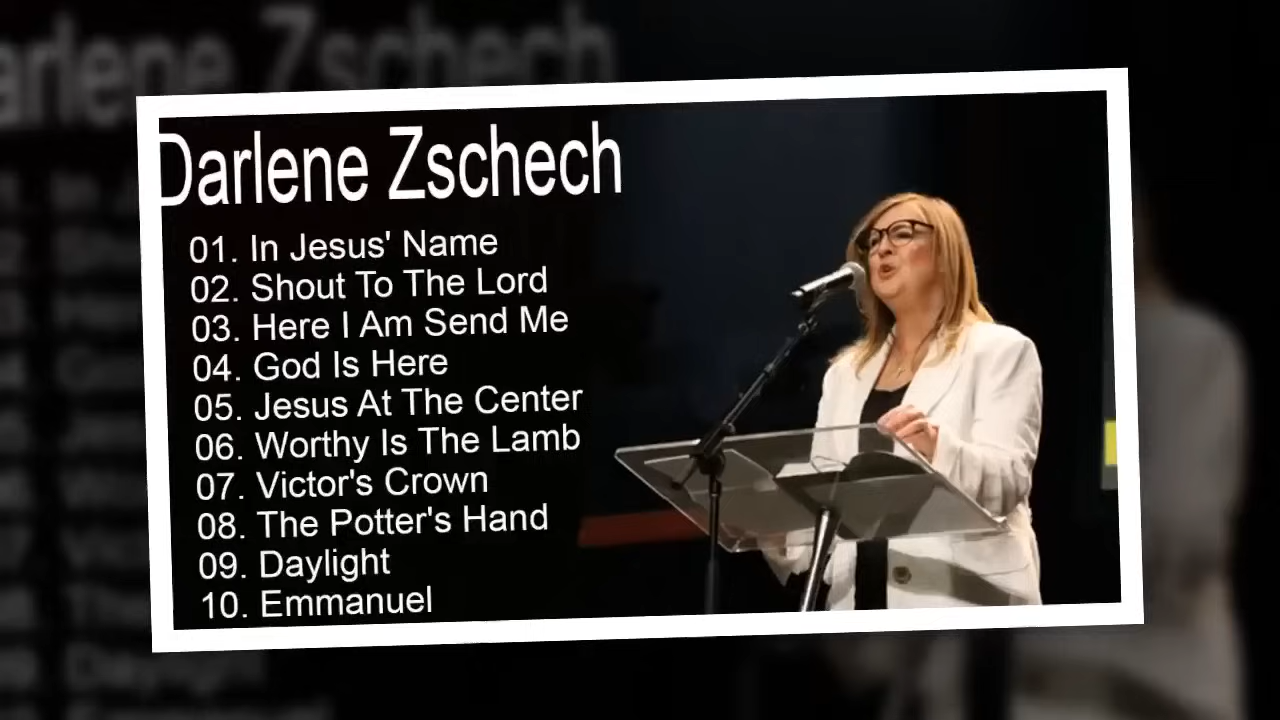 Darlene Zschech
01. In Jesus' Name
02. Shout To The Lord
03. Here I Am Send Me
04. God Is Here
05. Jesus At The Center
06. Worthy Is The Lamb
07. Victor's Crown
08. The Potter's Hand
09. Daylight
10. Emmanuel